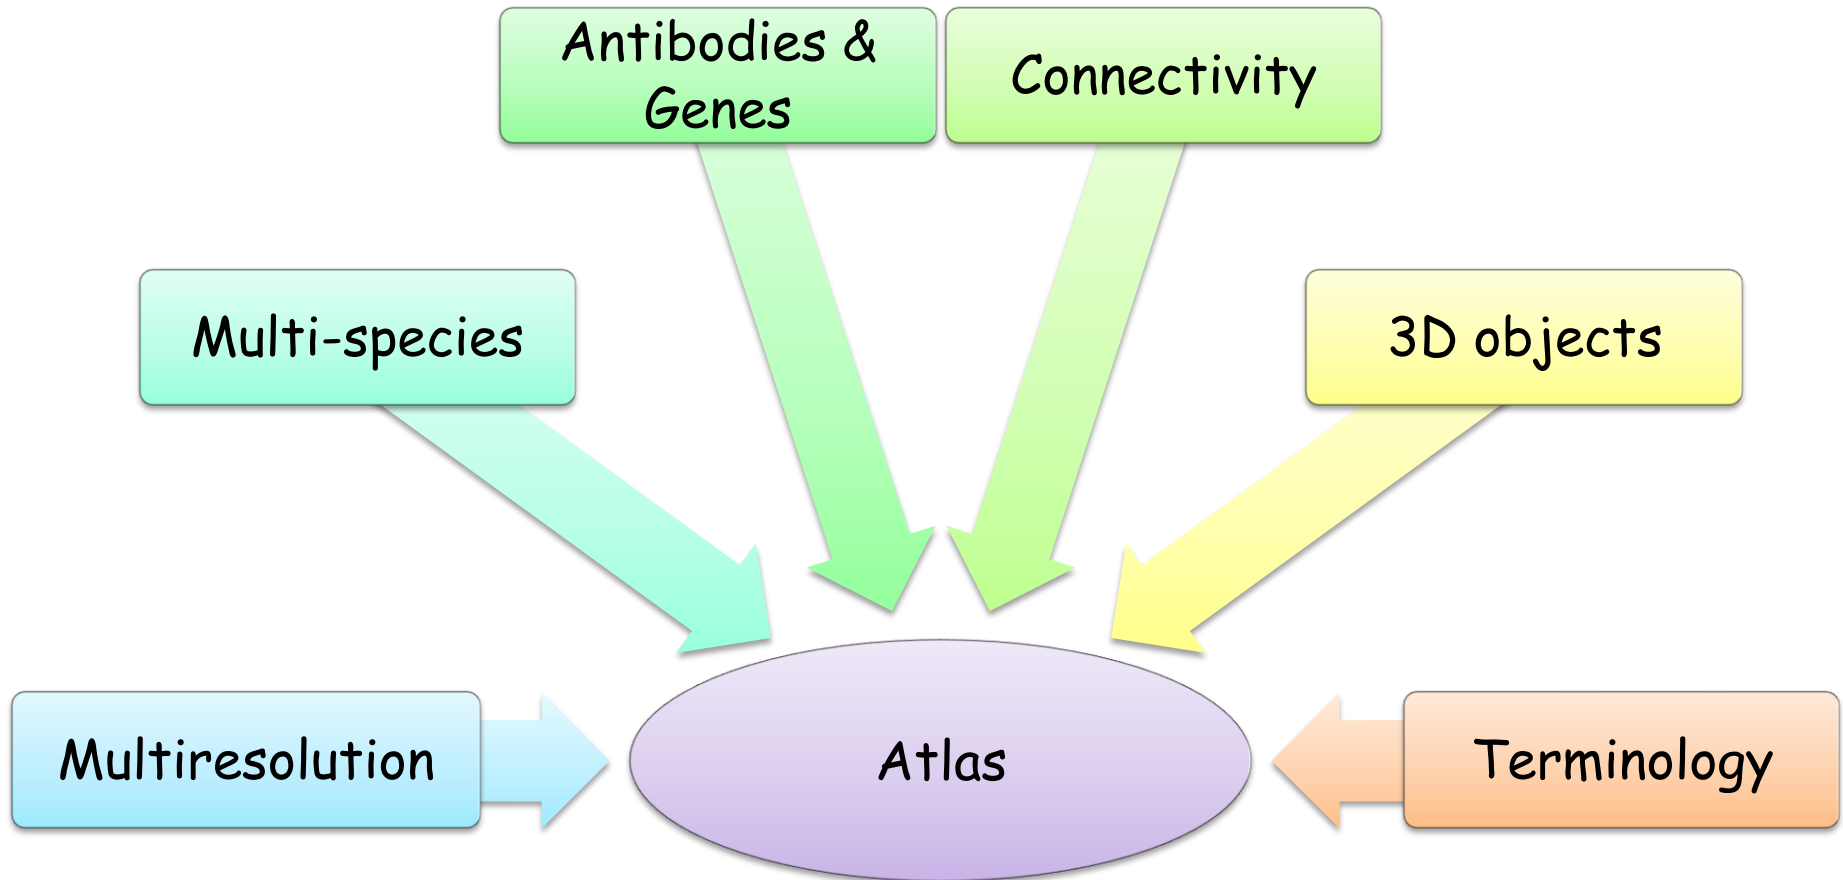 Antibodies &
Genes
Connectivity
Multi-species
3D objects
Multiresolution
Atlas
Terminology